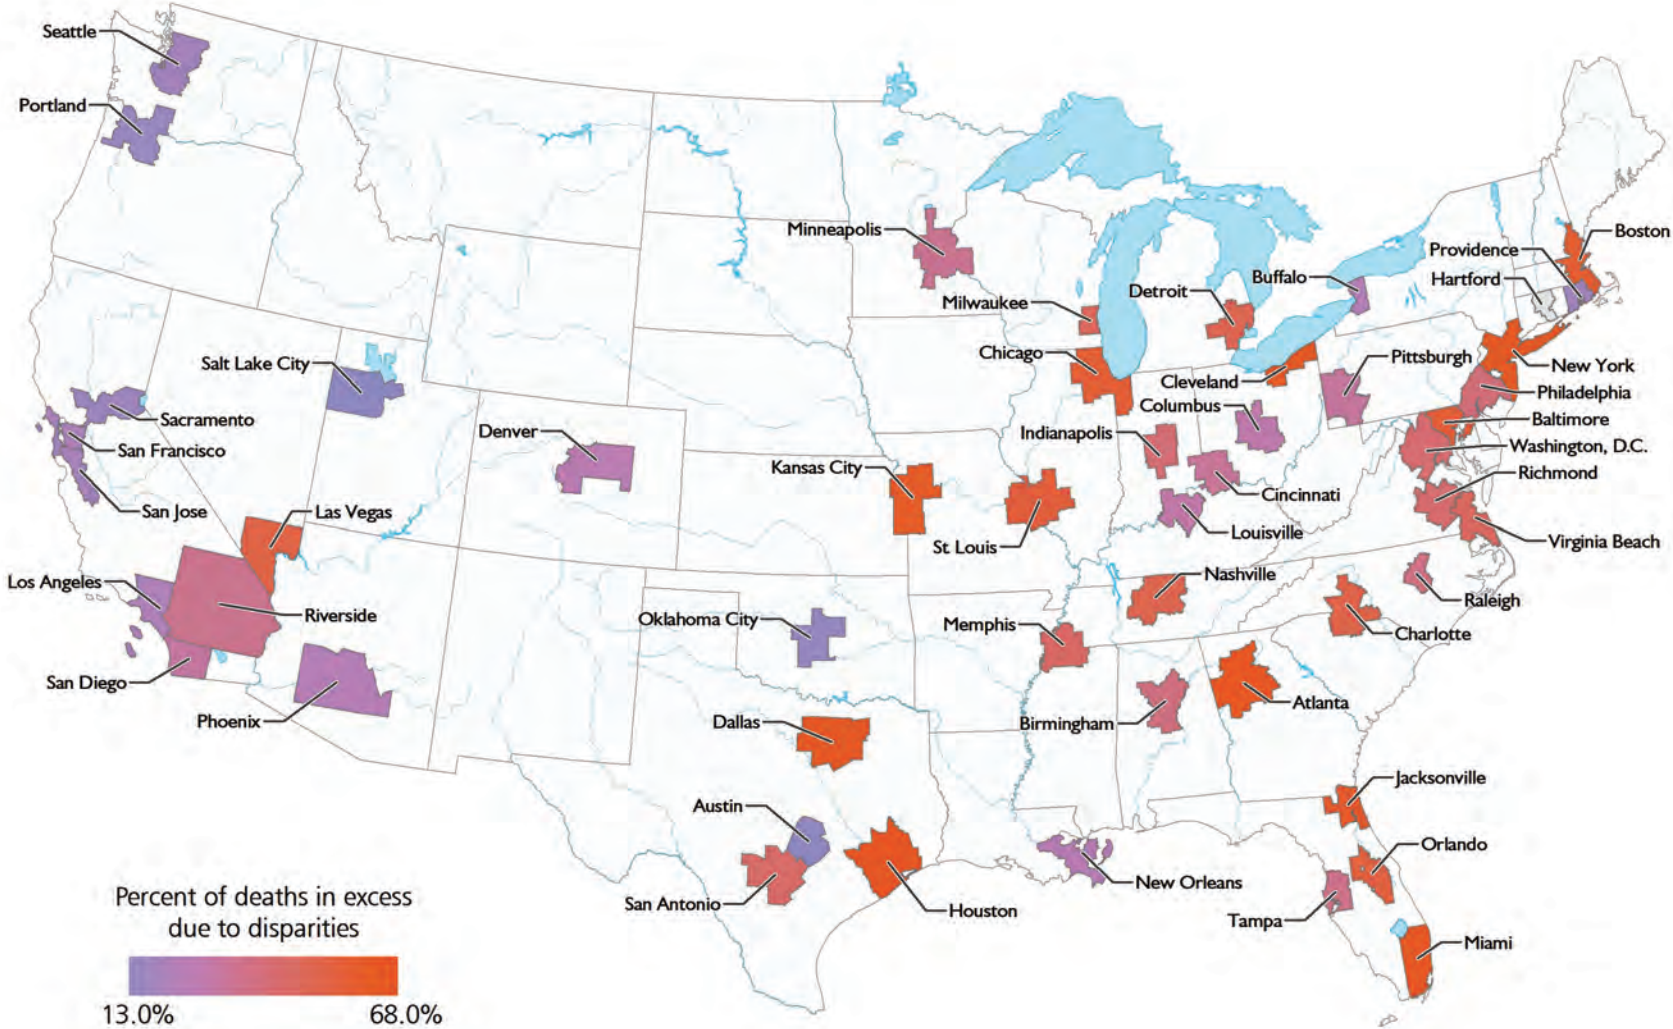 Seattle
Portland
Minneapolis
Boston
Providence
Buffalo
Hartford
Detroit
Milwaukee
Chicago
Pittsburgh
New York
Salt Lake City
Cleveland
Philadelphia
Columbus
Sacramento
Baltimore
Denver
Indianapolis
San Francisco
Washington, D.C.
Kansas City
Richmond
Cincinnati
San Jose
Las Vegas
Louisville
St Louis
Virginia Beach
Los Angeles
Nashville
Raleigh
Riverside
Oklahoma City
Memphis
Charlotte
San Diego
Atlanta
Phoenix
Dallas
Birmingham
Jacksonville
Austin
Orlando
New Orleans
San Antonio
Houston
Tampa
Miami
Percent of deaths in excess
due to disparities
13.0%
68.0%